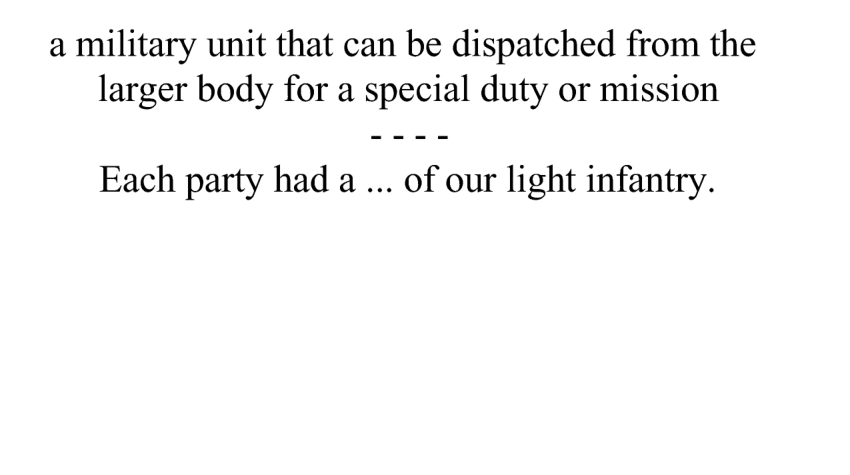 a military unit that can be dispatched from the
larger body for a special duty or mission
- - - -
Each party had a ... of our light infantry.